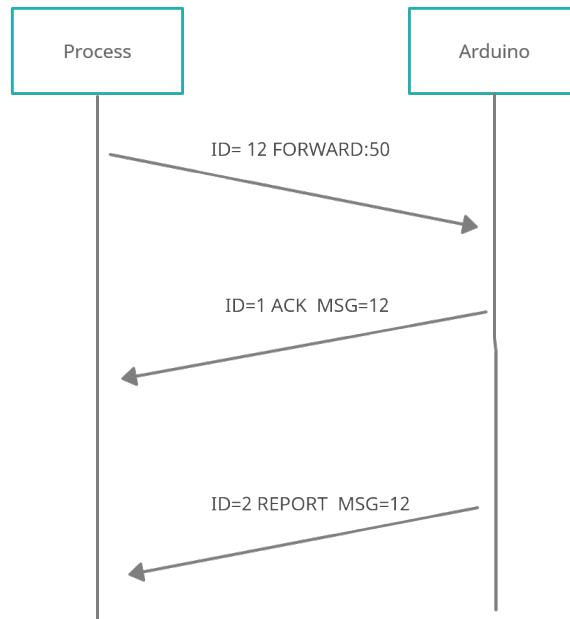 Process
Arduino
ID= 12 FORWARD:50
ID=1 ACK  MSG=12
ID=2 REPORT  MSG=12